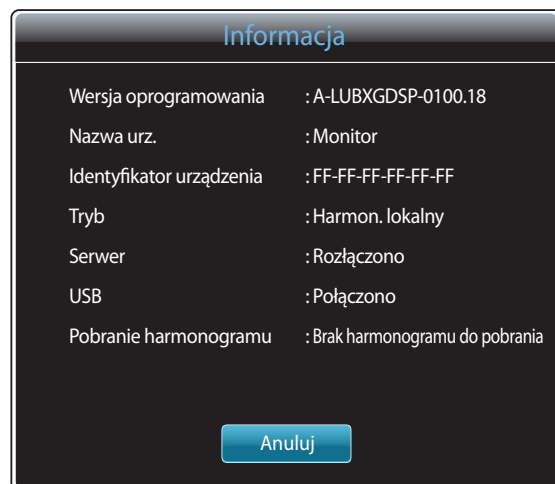 Informacja
Wersja oprogramowania : A-LUBXGDSP-0100.18
Nazwa urz. : Monitor
Identyfikator urządzenia : FF-FF-FF-FF-FF-FF
Tryb : Harmon. lokalny
Serwer : Rozłączono
USB : Połączono
Pobranie harmonogramu : Brak harmonogramu do pobrania
Anuluj